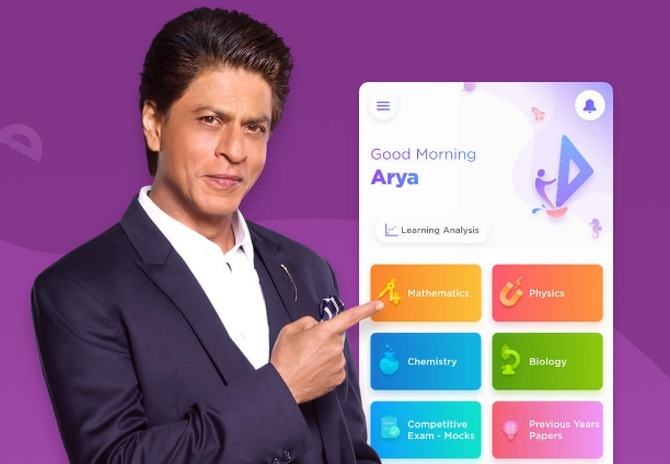 Good Morning
Arya
Learning Analysis
Mathematics
Physics
Chemistry
Biology
Competitive
Exam - Mocks
Previous Years
Papers